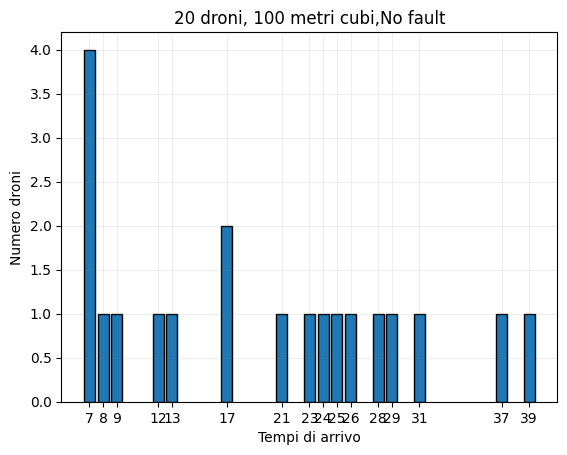 20 droni, 100 metri cubi,No fault
4.0
3.5
3.0
2.5
2.0
1.5
1.0
0.5
0.0
Numero droni
7 8 9 12 13 17 21 23 24 25 26 28 29 31 37 39
Tempi di arrivo